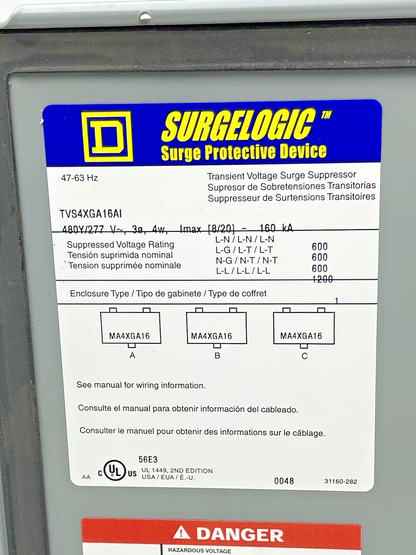 SURGELOGIC™
Surge Protective Device
47-63 Hz
Transient Voltage Surge Suppressor
Supresor de Sobretensiones Transitorias
Suppresseur de Surtensions Transitoires
TVS4XGA16AI
480Y/277 V~, 3ø, 4w, Imax [8/20] - 160 kA
Suppressed Voltage Rating L-N / L-N / L-N 600
Tensión suprimida nominal L-G / L-T / L-T 600
Tension supprimée nominale N-G / N-T / N-T 600
L-L / L-L / L-L 1200
Enclosure Type / Tipo de gabinete / Type de coffret 1
MA4XGA16 MA4XGA16 MA4XGA16
A B C
See manual for wiring information.
Consulte el manual para obtener información del cableado.
Consulter le manuel pour obtenir des informations sur le câblage.
56E3
AA C UL US UL 1449, 2ND EDITION
USA / EUA / É.-U. 0048 31160-282
DANGER
HAZARDOUS VOLTAGE